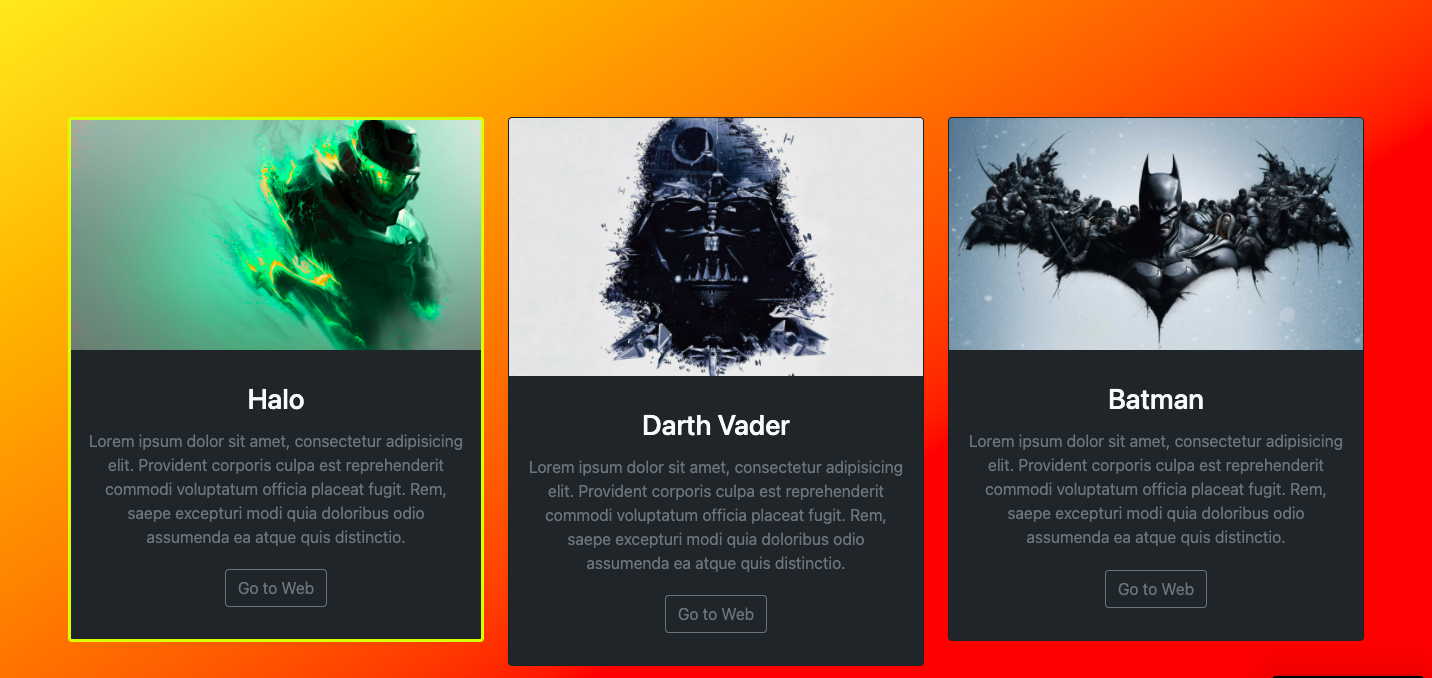 Halo
Lorem ipsum dolor sit amet, consectetur adipisicing
elit. Provident corporis culpa est reprehenderit
commodi voluptatum officia placeat fugit. Rem,
saepe excepturi modi quia doloribus odio
assumenda ea atque quis distinctio.
Go to Web
Darth Vader
Lorem ipsum dolor sit amet, consectetur adipisicing
elit. Provident corporis culpa est reprehenderit
commodi voluptatum officia placeat fugit. Rem,
saepe excepturi modi quia doloribus odio
assumenda ea atque quis distinctio.
Go to Web
Batman
Lorem ipsum dolor sit amet, consectetur adipisicing
elit. Provident corporis culpa est reprehenderit
commodi voluptatum officia placeat fugit. Rem,
saepe excepturi modi quia doloribus odio
assumenda ea atque quis distinctio.
Go to Web